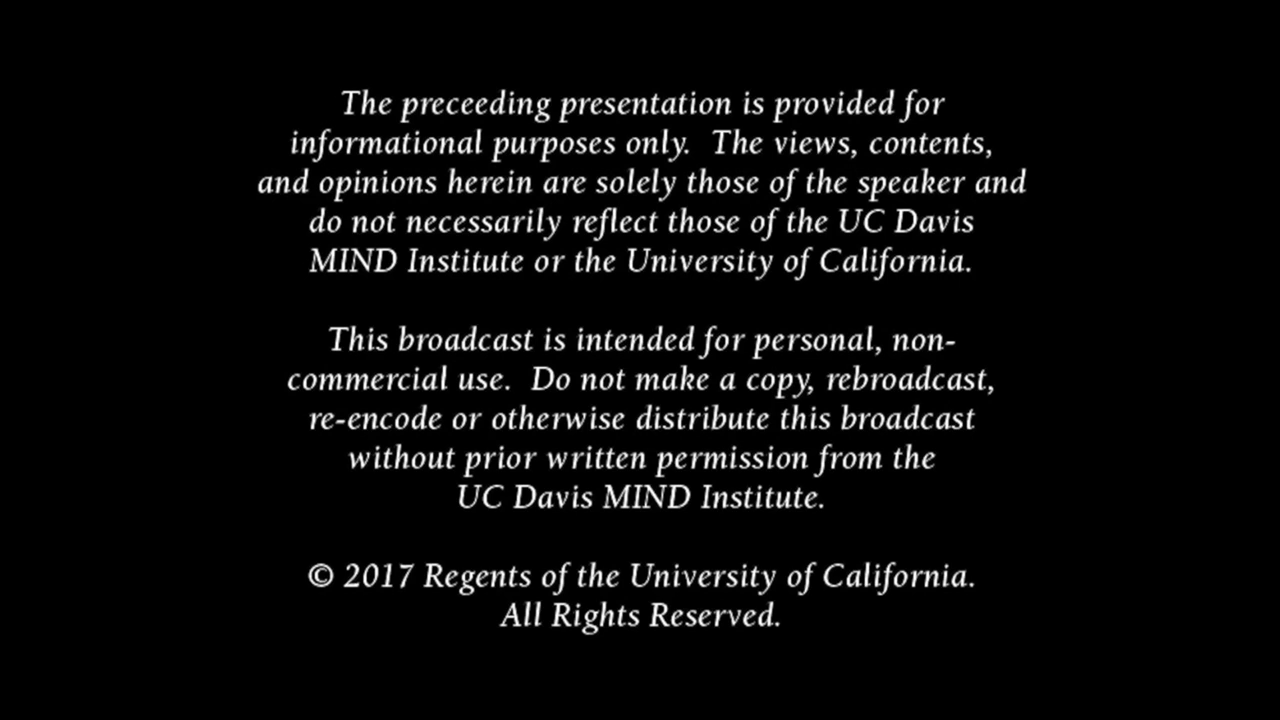 The preceeding presentation is provided for
informational purposes only.  The views, contents,
and opinions herein are solely those of the speaker and
do not necessarily reflect those of the UC Davis
MIND Institute or the University of California.
This broadcast is intended for personal, non-
commercial use.  Do not make a copy, rebroadcast,
re-encode or otherwise distribute this broadcast
without prior written permission from the
UC Davis MIND Institute.
© 2017 Regents of the University of California.
All Rights Reserved.